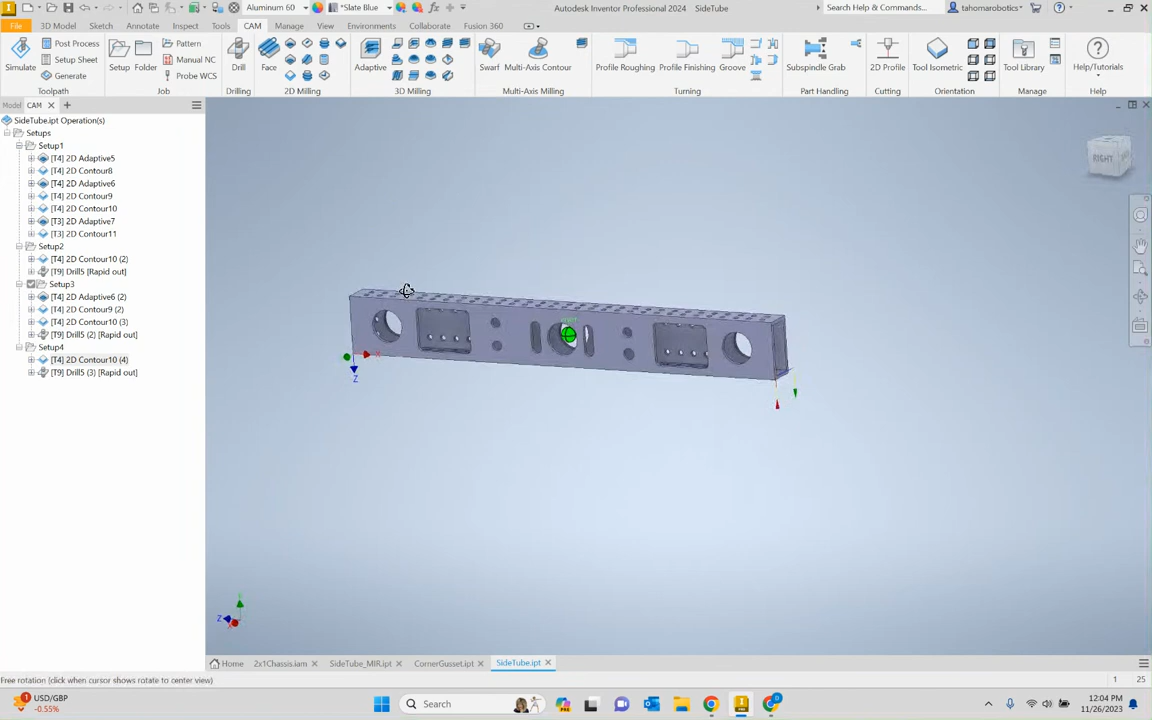 Aluminum 60
*Slate Blue
Autodesk Inventor Professional 2024
SideTube
Search Help & Commands...
tahomarobotics
File
3D Model
Sketch
Annotate
Inspect
Tools
CAM
Manage
View
Environments
Collaborate
Fusion 360
Simulate
Post Process
Setup Sheet
Generate
Toolpath
Setup
Folder
Pattern
Manual NC
Probe WCS
Job
Drill
Drilling
Face
2D Milling
Adaptive
3D Milling
Swarf
Multi-Axis Contour
Multi-Axis Milling
Profile Roughing
Profile Finishing
Groove
Turning
Subspindle Grab
Part Handling
2D Profile
Cutting
Tool Isometric
Orientation
Tool Library
Manage
Help/Tutorials
Help
Model
CAM
SideTube.ipt Operation(s)
Setups
Setup1
[T4] 2D Adaptive5
[T4] 2D Contour8
[T4] 2D Adaptive6
[T4] 2D Contour9
[T4] 2D Contour10
[T3] 2D Adaptive7
[T4] 2D Contour11
Setup2
[T4] 2D Contour10 (2)
[T9] Drill5 [Rapid out]
Setup3
[T4] 2D Adaptive6 (2)
[T4] 2D Contour9 (2)
[T4] 2D Contour10 (3)
[T9] Drill5 (2) [Rapid out]
Setup4
[T4] 2D Contour10 (4)
[T9] Drill5 (3) [Rapid out]
RIGHT
X
Z
Z
Home
2x1Chassis.iam
SideTube_MIR.ipt
CornerGusset.ipt
SideTube.ipt
Free rotation (click when cursor shows rotate to center view)
1
25
USD/GBP
-0.55%
Search
12:04 PM
11/26/2023